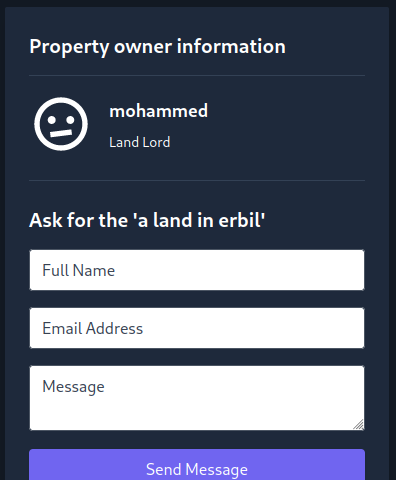 Property owner information
mohammed
Land Lord
Ask for the 'a land in erbil'
Full Name
Email Address
Message
Send Message